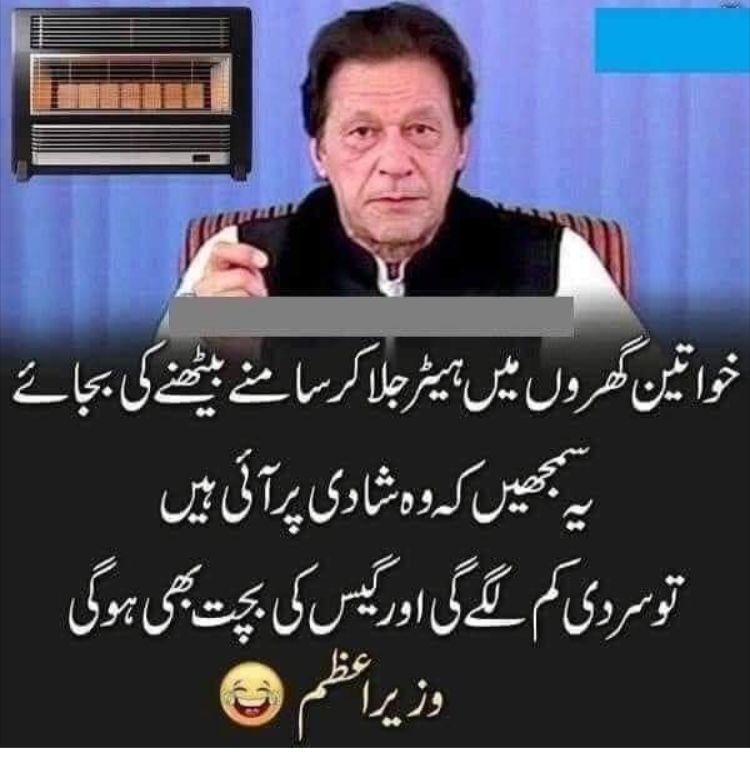 خواتین گھروں میں ہیٹر جلا کر سامنے بیٹھنے کی بجائے
یہ سمجھیں کہ وہ شادی پر آئی ہیں
تو سردی کم لگے گی اور گیس کی بچت بھی ہوگی
وزیراعظم